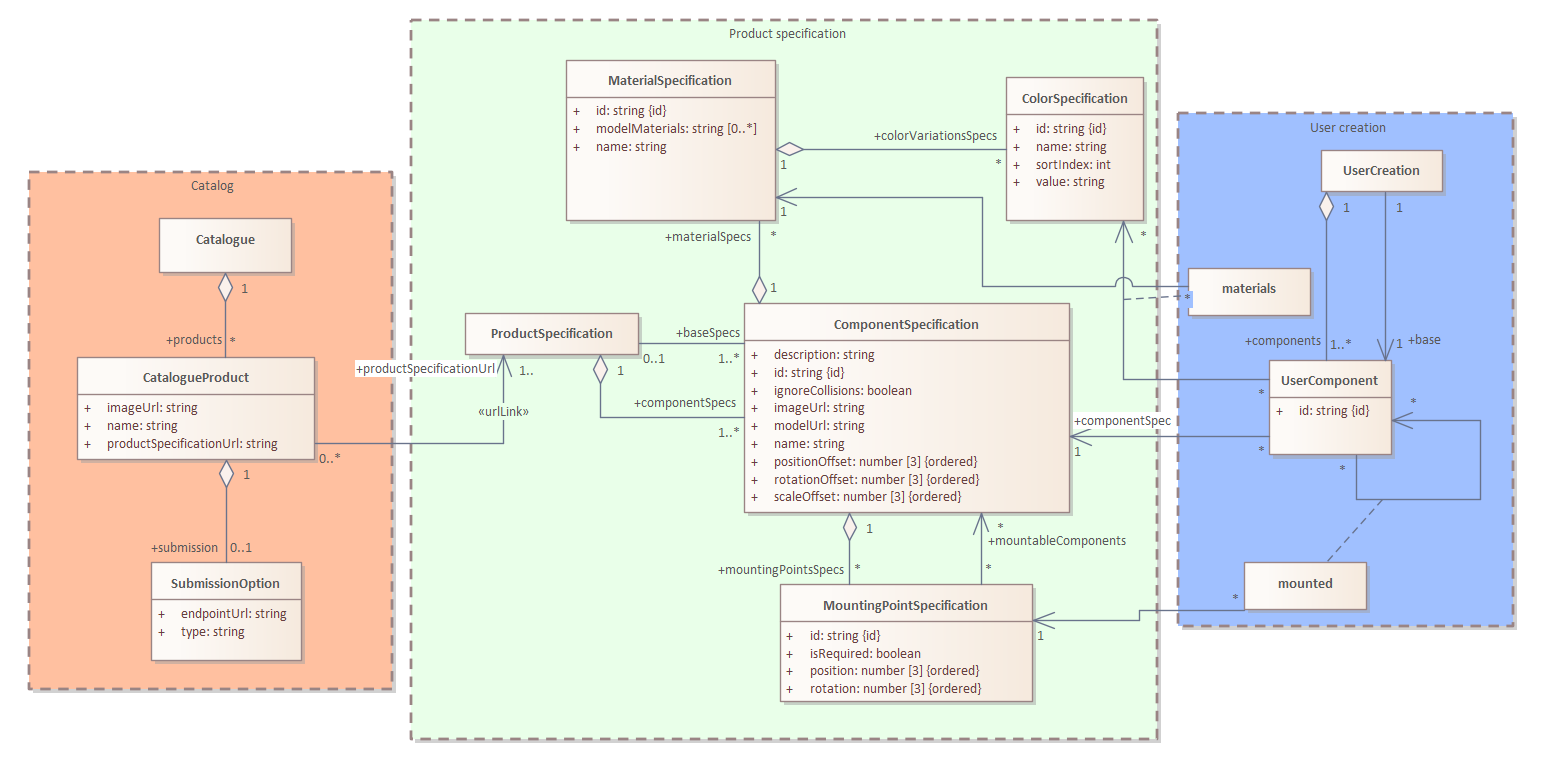 Product specification
MaterialSpecification
+ id: string {id}
+ modelMaterials: string [0..*]
+ name: string
ColorSpecification
+ id: string {id}
+ name: string
+ sortIndex: int
+ value: string
+colorVariationsSpecs
1
*
1
+materialSpecs
*
1
*
Catalog
Catalogue
1
+products
*
CatalogueProduct
+ imageUrl: string
+ name: string
+ productSpecificationUrl: string
1
0..*
+submission
0..1
SubmissionOption
+ endpointUrl: string
+ type: string
+productSpecificationUrl
1..
«urlLink»
ProductSpecification
+baseSpecs
0..1
1..*
1
+componentSpecs
1..*
ComponentSpecification
+ description: string
+ id: string {id}
+ ignoreCollisions: boolean
+ imageUrl: string
+ modelUrl: string
+ name: string
+ positionOffset: number [3] {ordered}
+ rotationOffset: number [3] {ordered}
+ scaleOffset: number [3] {ordered}
1
*
+mountableComponents
+mountingPointsSpecs
*
*
MountingPointSpecification
+ id: string {id}
+ isRequired: boolean
+ position: number [3] {ordered}
+ rotation: number [3] {ordered}
1
User creation
UserCreation
1
1
materials
*
+components
1..*
1
+base
UserComponent
+ id: string {id}
*
*
+componentSpec
1
*
*
mounted
*